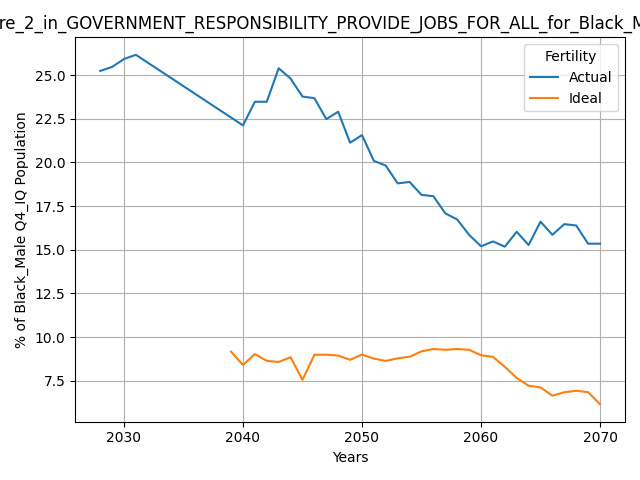 re_2_in_GOVERNMENT_RESPONSIBILITY_PROVIDE_JOBS_FOR_ALL_for_Black_M
Fertility
Actual
Ideal
25.0
22.5
20.0
17.5
15.0
12.5
10.0
7.5
% of Black_Male Q4_IQ Population
2030 2040 2050 2060 2070
Years